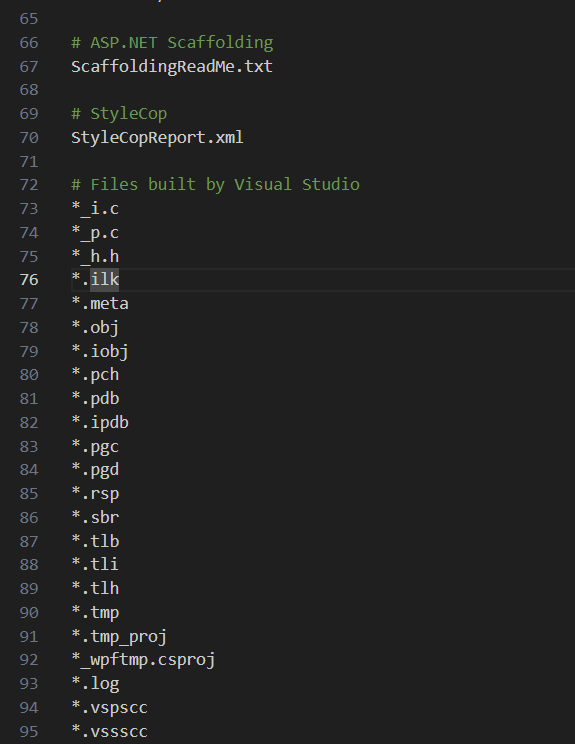 65
66 # ASP.NET Scaffolding
67 ScaffoldingReadMe.txt
68
69 # StyleCop
70 StyleCopReport.xml
71
72 # Files built by Visual Studio
73 *_i.c
74 *_p.c
75 *_h.h
76 *.ilk
77 *.meta
78 *.obj
79 *.iobj
80 *.pch
81 *.pdb
82 *.ipdb
83 *.pgc
84 *.pgd
85 *.rsp
86 *.sbr
87 *.tlb
88 *.tli
89 *.tlh
90 *.tmp
91 *.tmp_proj
92 *_wpftmp.csproj
93 *.log
94 *.vspscc
95 *.vssscc